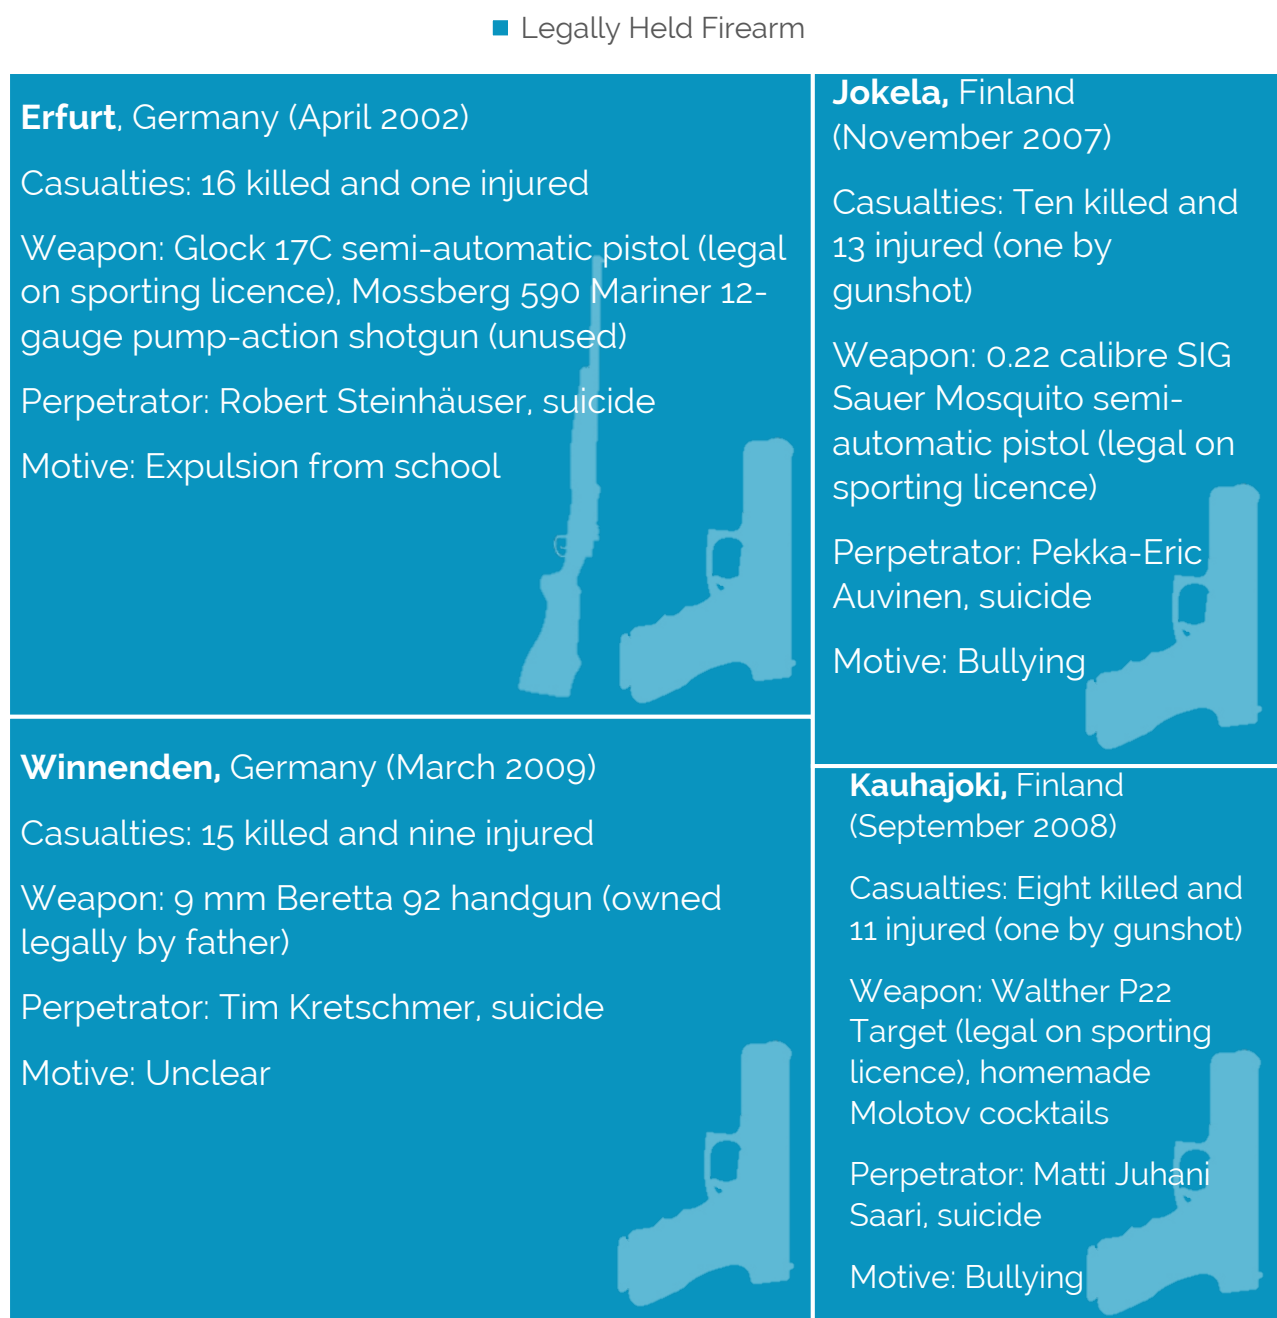 Legally Held Firearm
Erfurt, Germany (April 2002)
Casualties: 16 killed and one injured
Weapon: Glock 17C semi-automatic pistol (legal
on sporting licence), Mossberg 590 Mariner 12-
gauge pump-action shotgun (unused)
Perpetrator: Robert Steinhäuser, suicide
Motive: Expulsion from school
Jokela, Finland
(November 2007)
Casualties: Ten killed and
13 injured (one by
gunshot)
Weapon: 0.22 calibre SIG
Sauer Mosquito semi-
automatic pistol (legal on
sporting licence)
Perpetrator: Pekka-Eric
Auvinen, suicide
Motive: Bullying
Winnenden, Germany (March 2009)
Casualties: 15 killed and nine injured
Weapon: 9 mm Beretta 92 handgun (owned
legally by father)
Perpetrator: Tim Kretschmer, suicide
Motive: Unclear
Kauhajoki, Finland
(September 2008)
Casualties: Eight killed and
11 injured (one by gunshot)
Weapon: Walther P22
Target (legal on sporting
licence), homemade
Molotov cocktails
Perpetrator: Matti Juhani
Saari, suicide
Motive: Bullying